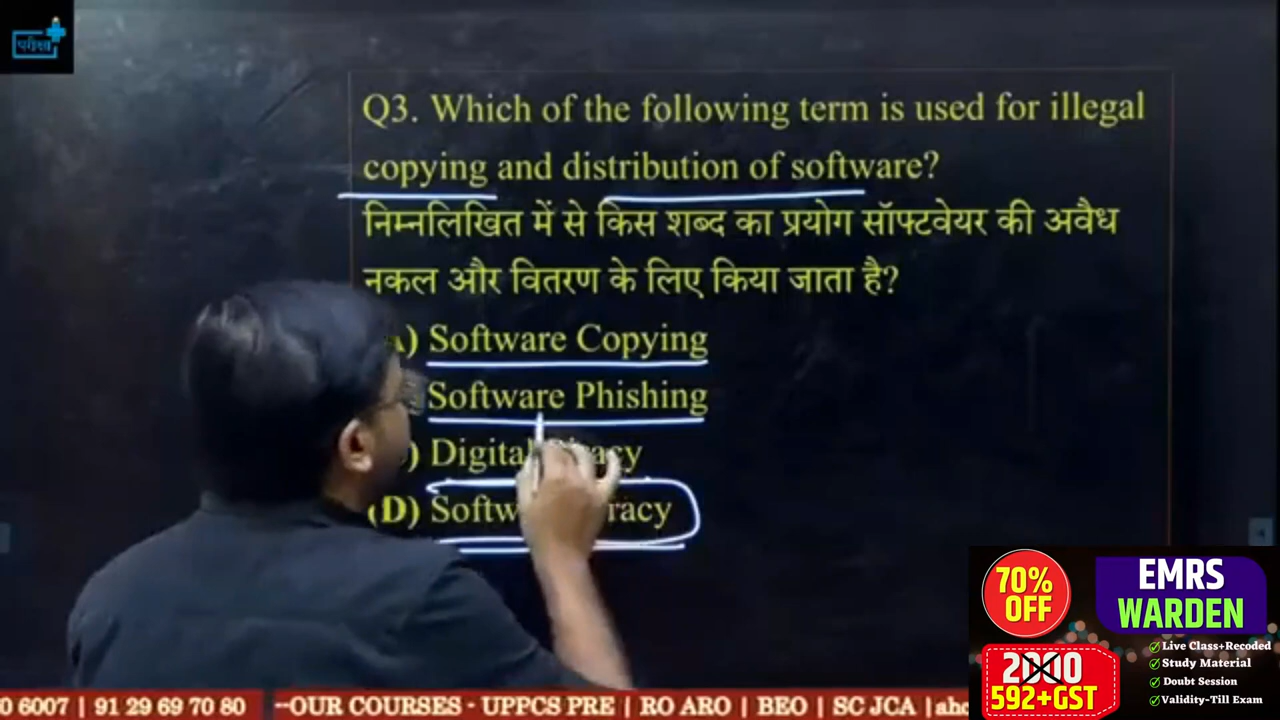 परीक्षा
Q3. Which of the following term is used for illegal
copying and distribution of software?
निम्नलिखित में से किस शब्द का प्रयोग सॉफ्टवेयर की अवैध
नकल और वितरण के लिए किया जाता है?
Software Copying
Software Phishing
Digital
(D)
70%
OFF
EMRS
WARDEN
2000
592+GST
Live Class+Recoded
Study Material
Doubt Session
Validity-Till Exam
0 6007 | 91 29 69 70 80 --OUR COURSES - UPPCS PRE | RO ARO | BEO | SC JCA |